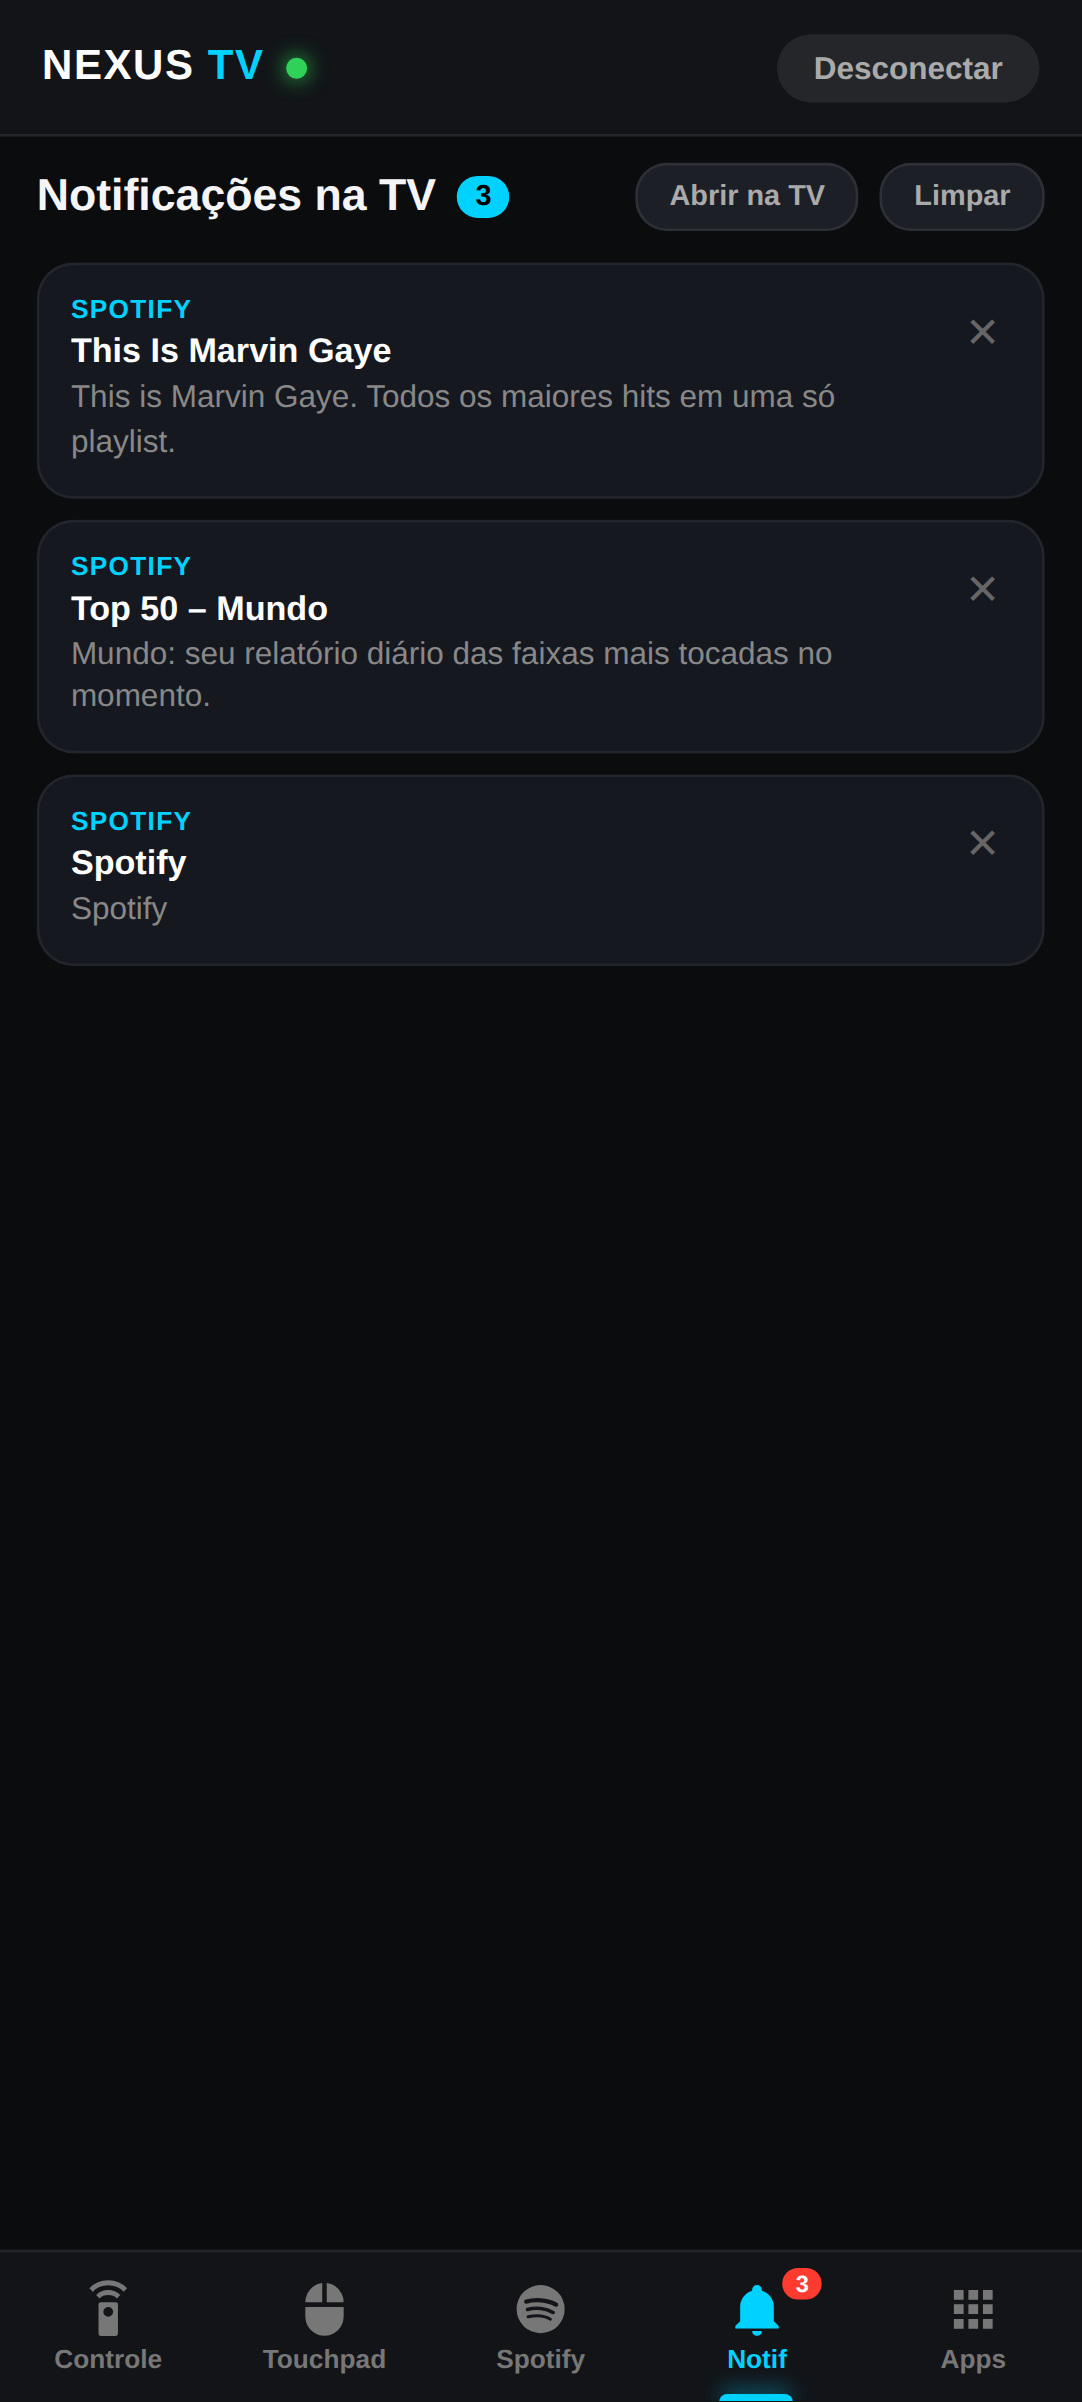 NEXUS TV
Desconectar
Notificações na TV 3
Abrir na TV
Limpar
SPOTIFY
This Is Marvin Gaye
This is Marvin Gaye. Todos os maiores hits em uma só
playlist.
SPOTIFY
Top 50 – Mundo
Mundo: seu relatório diário das faixas mais tocadas no
momento.
SPOTIFY
Spotify
Spotify
3
Controle
Touchpad
Spotify
Notif
Apps